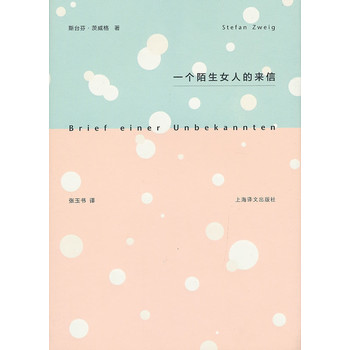 斯台芬·茨威格 著
Stefan Zweig
一个陌生女人的来信
Brief einer Unbekannten
张玉书 译
上海译文出版社